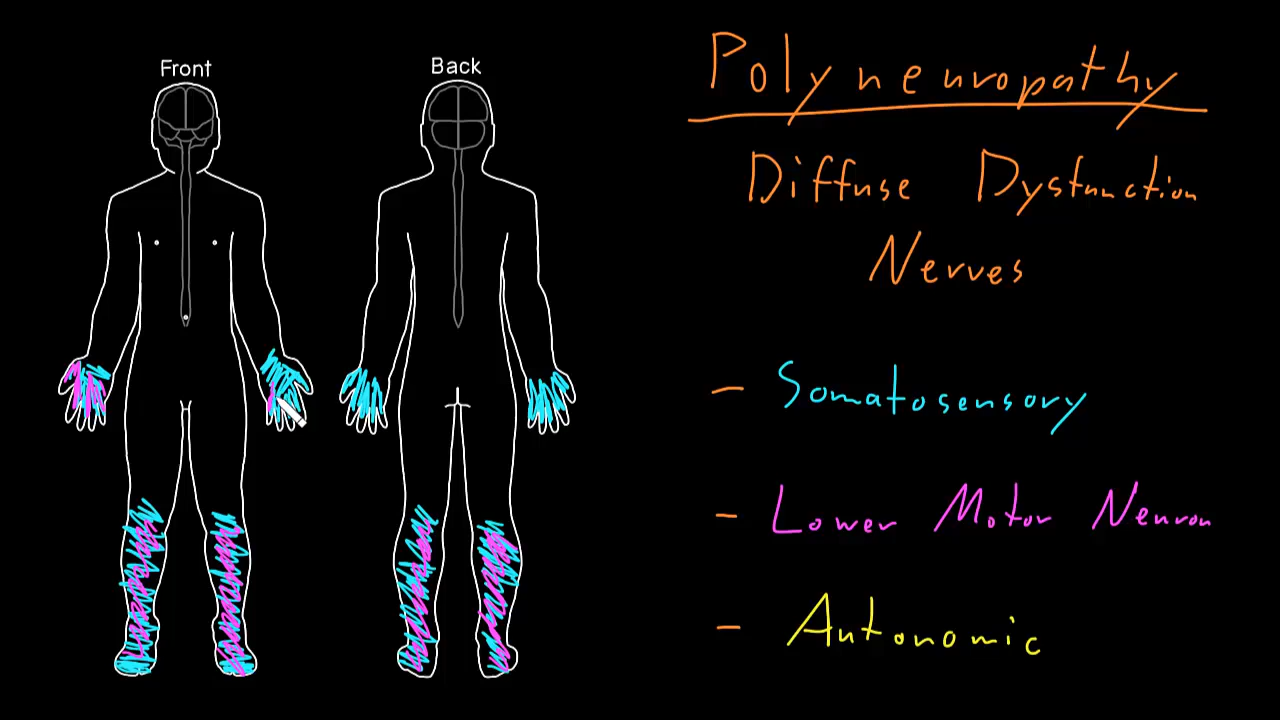 Front
Back
Polyneuropathy
Diffuse Dysfunction
Nerves
- Somatosensory
- Lower Motor Neuron
- Autonomic